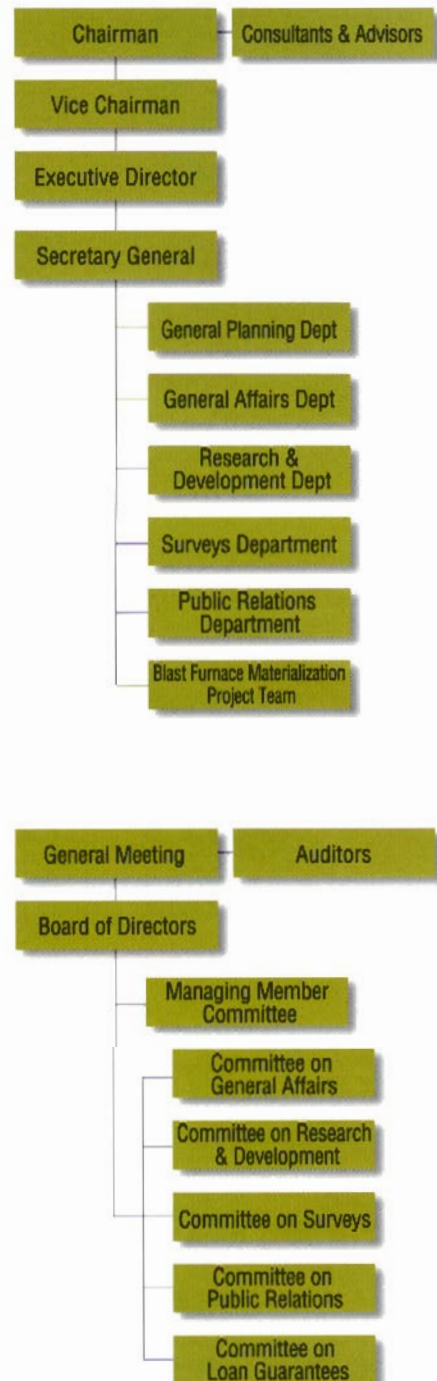 Chairman
Consultants & Advisors
Vice Chairman
Executive Director
Secretary General
General Planning Dept
General Affairs Dept
Research &
Development Dept
Surveys Department
Public Relations
Department
Blast Furnace Materialization
Project Team
General Meeting
Auditors
Board of Directors
Managing Member
Committee
Committee on
General Affairs
Committee on Research
& Development
Committee on Surveys
Committee on
Public Relations
Committee on
Loan Guarantees